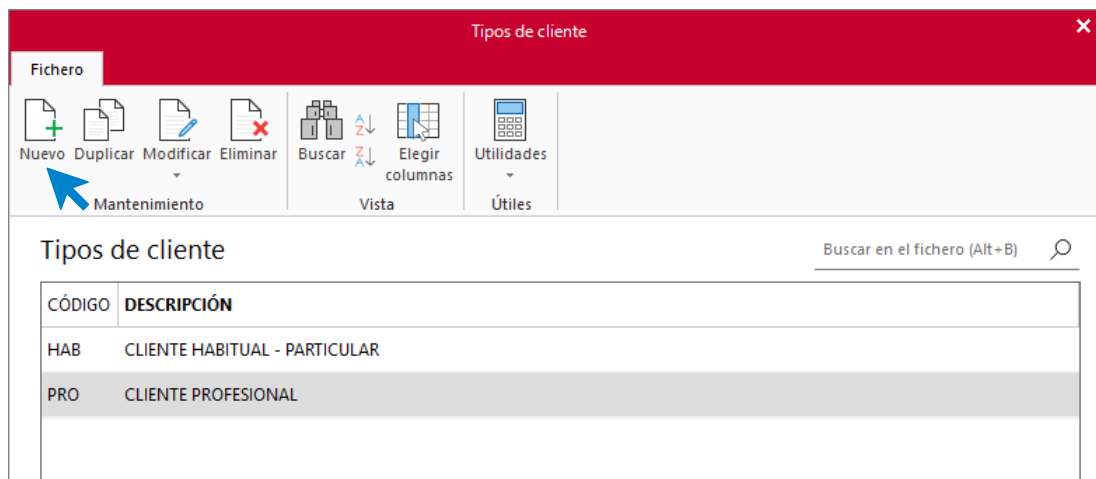 Tipos de cliente
Fichero
Nuevo Duplicar Modificar Eliminar Buscar Elegir columnas Utilidades
Mantenimiento Vista Útiles
Tipos de cliente
Buscar en el fichero (Alt+B)
CÓDIGO DESCRIPCIÓN
HAB CLIENTE HABITUAL - PARTICULAR
PRO CLIENTE PROFESIONAL